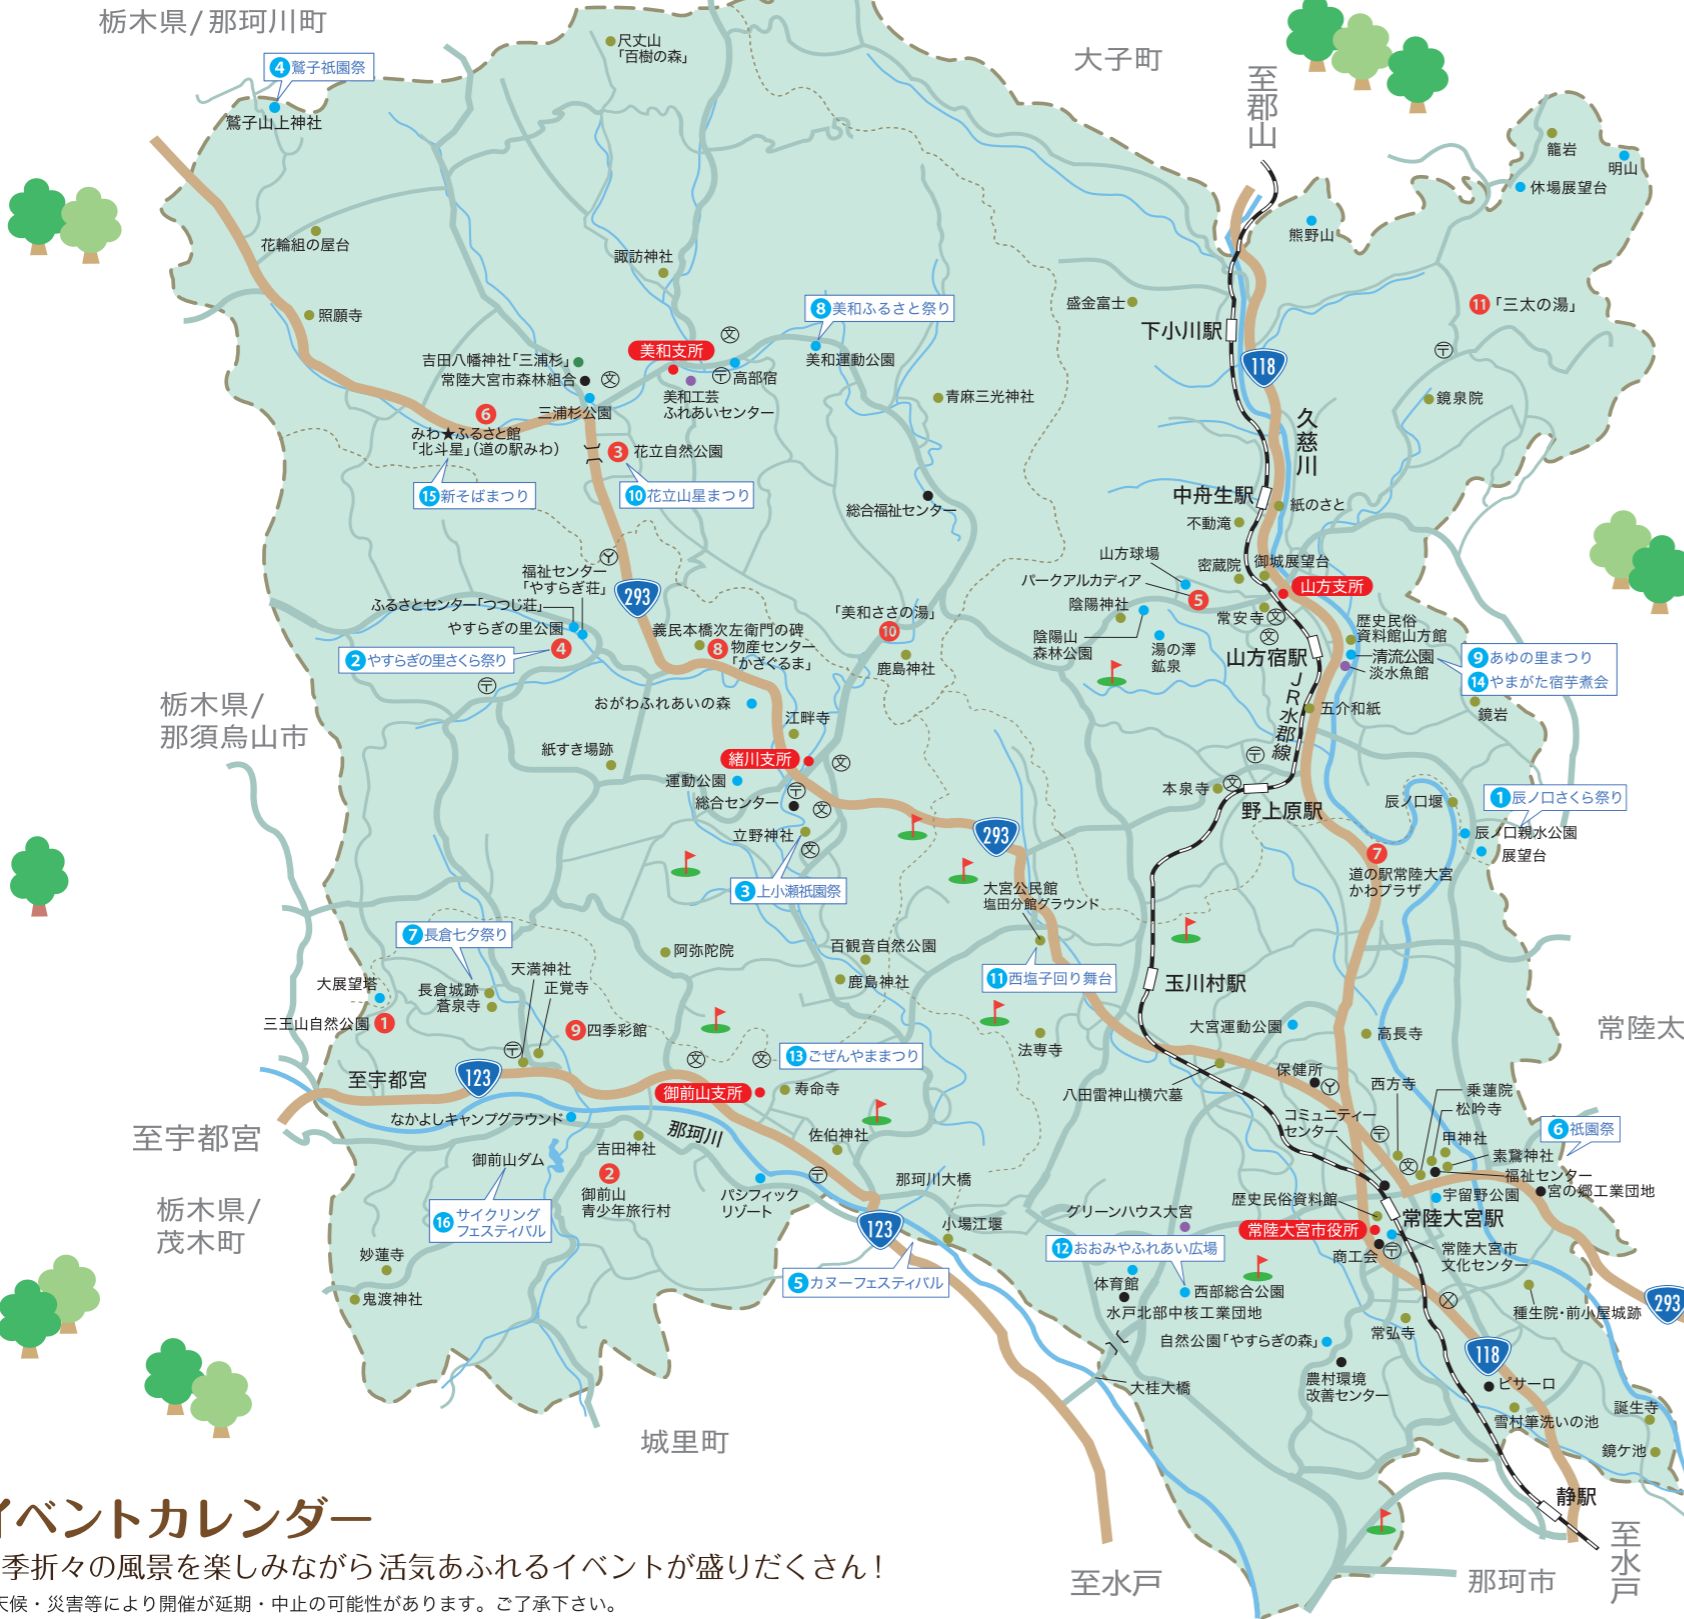 栃木県/那珂川町
大子町
至郡山
④鷲子祇園祭
鷲子山上神社
尺丈山
「百樹の森」
籠岩
明山
休場展望台
熊野山
花輪組の屋台
諏訪神社
照願寺
⑧美和ふるさと祭り
美和運動公園
盛金富士
下小川駅
⑪「三太の湯」
118
吉田八幡神社「三浦杉」
常陸大宮市森林組合
美和支所
高部宿
美和工芸
ふれあいセンター
三浦杉公園
青麻三光神社
鏡泉院
久慈川
⑥
みわ★ふるさと館
「北斗星」(道の駅みわ)
③花立自然公園
⑮新そばまつり
⑩花立山星まつり
総合福祉センター
中舟生駅
紙のさと
不動滝
山方球場
密蔵院
御城展望台
パークアルカディア
⑤
山方支所
陰陽神社
常安寺
陰陽山
森林公園
湯の澤
鉱泉
歴史民俗
資料館山方館
山方宿駅
清流公園
淡水魚館
⑨あゆの里まつり
⑭やまがた宿芋煮会
鏡岩
JR水郡線
五介和紙
福祉センター
「やすらぎ荘」
293
ふるさとセンター「つつじ荘」
やすらぎの里公園
②やすらぎの里さくら祭り
④
義民本橋次左衛門の碑
⑧物産センター
「かざぐるま」
「美和ささの湯」
⑩
鹿島神社
おがわふれあいの森
江畔寺
栃木県/
那須烏山市
紙すき場跡
緒川支所
運動公園
総合センター
立野神社
293
③上小瀬祇園祭
本泉寺
野上原駅
辰ノ口堰
①辰ノ口さくら祭り
辰ノ口親水公園
展望台
⑦
道の駅常陸大宮
かわプラザ
大宮公民館
塩田分館グラウンド
⑦長倉七夕祭り
天満神社
正覚寺
阿弥陀院
百観音自然公園
鹿島神社
⑪西塩子回り舞台
玉川村駅
大展望塔
長倉城跡
蒼泉寺
三王山自然公園①
⑨四季彩館
法専寺
大宮運動公園
高長寺
常陸太
⑬ごぜんやままつり
至宇都宮
123
御前山支所
寿命寺
八田雷神山横穴墓
保健所
西方寺
乗蓮院
松吟寺
コミュニティー
センター
甲神社
⑥祇園祭
素鵞神社
福祉センター
宮の郷工業団地
宇留野公園
至宇都宮
なかよしキャンプグラウンド
那珂川
吉田神社
佐伯神社
御前山ダム
②
御前山
青少年旅行村
パシフィック
リゾート
那珂川大橋
グリーンハウス大宮
歴史民俗資料館
常陸大宮市役所
常陸大宮駅
商工会
常陸大宮市
文化センター
栃木県/
茂木町
⑯サイクリング
フェスティバル
123
小場江堰
⑫おおみやふれあい広場
⑤カヌーフェスティバル
体育館
西部総合公園
水戸北部中核工業団地
種生院・前小屋城跡
293
妙蓮寺
鬼渡神社
自然公園「やすらぎの森」
常弘寺
118
農村環境
改善センター
ピサーロ
大桂大橋
雪村筆洗いの池
誕生寺
鏡ケ池
城里町
静駅
至水戸
那珂市
至水戸
イベントカレンダー
季折々の風景を楽しみながら活気あふれるイベントが盛りだくさん!
天候・災害等により開催が延期・中止の可能性があります。ご了承下さい。